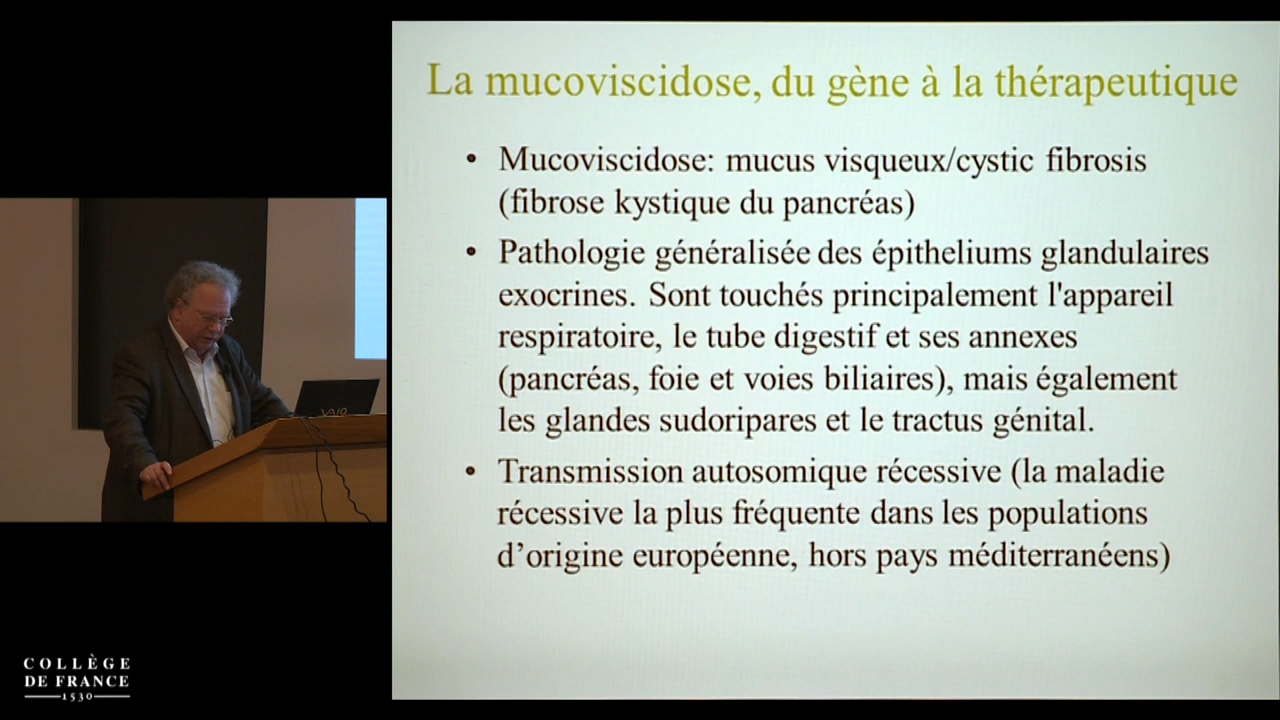 La mucoviscidose, du gène à la thérapeutique
• Mucoviscidose: mucus visqueux/cystic fibrosis
(fibrose kystique du pancréas)
• Pathologie généralisée des épitheliums glandulaires
exocrines. Sont touchés principalement l'appareil
respiratoire, le tube digestif et ses annexes
(pancréas, foie et voies biliaires), mais également
les glandes sudoripares et le tractus génital.
• Transmission autosomique récessive (la maladie
récessive la plus fréquente dans les populations
d’origine européenne, hors pays méditerranéens)
VAIO
COLLÈGE
DE FRANCE
1530